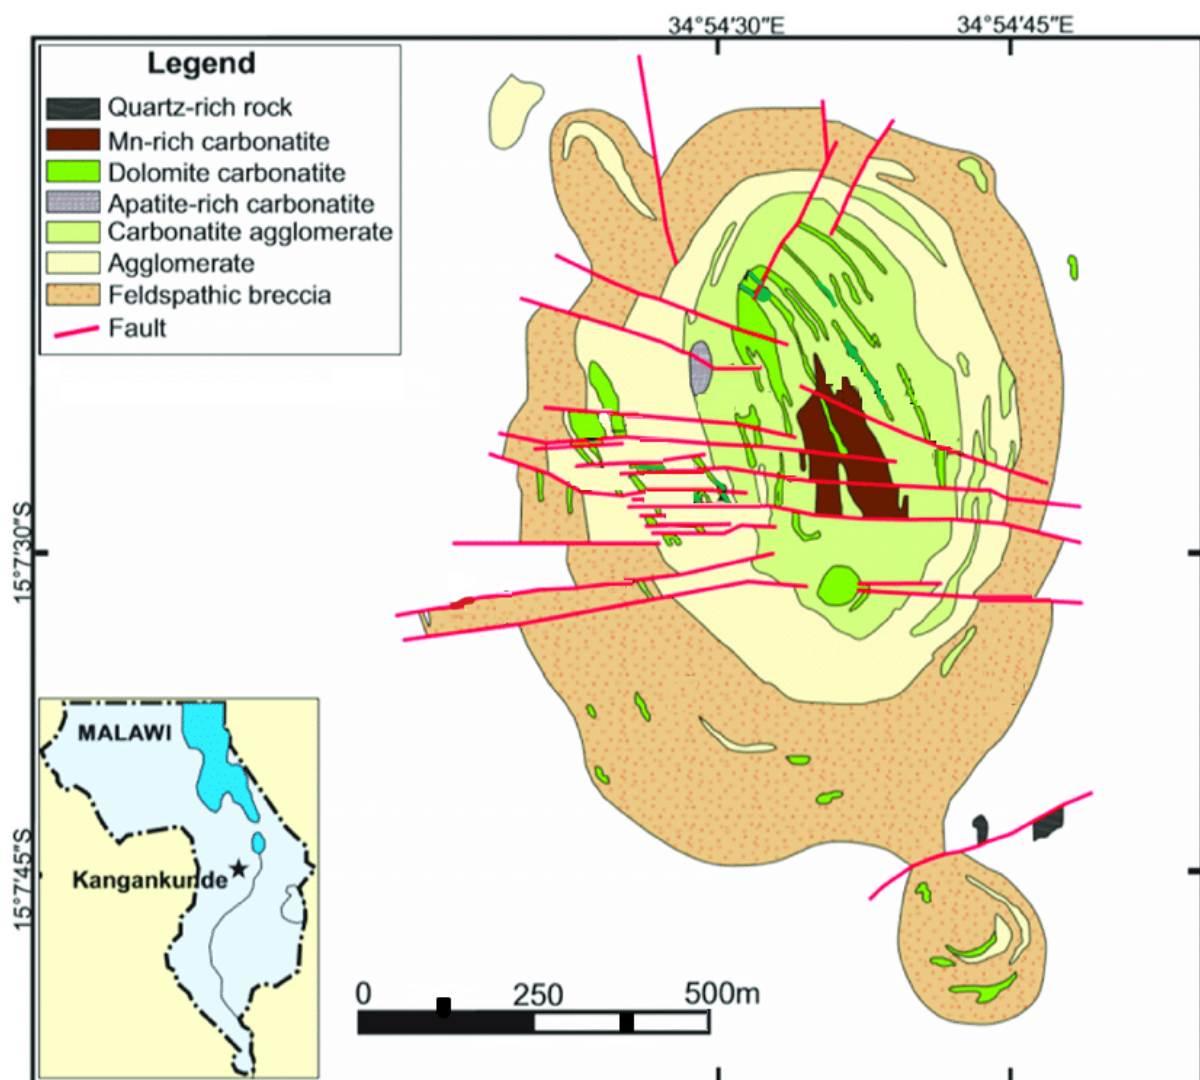 34°54′30″E 34°54′45″E
Legend
Quartz-rich rock
Mn-rich carbonatite
Dolomite carbonatite
Apatite-rich carbonatite
Carbonatite agglomerate
Agglomerate
Feldspathic breccia
Fault
15°7′30″S
15°7′45″S
MALAWI
Kangankunde
0 250 500m